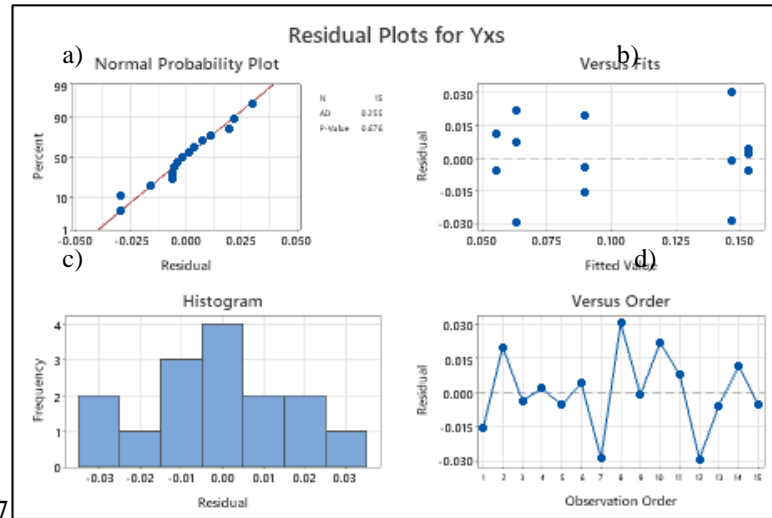 Residual Plots for Yxs
a)
Normal Probability Plot
99
90
50
10
1
Percent
-0.050
-0.025
0.000
0.025
0.050
Residual
N 15
AD 0.255
P-Value 0.676
b)
Versus Fits
0.030
0.015
0.000
-0.015
-0.030
Residual
0.050
0.075
0.100
0.125
0.150
Fitted Value
c)
Histogram
4
3
2
1
0
Frequency
-0.03
-0.02
-0.01
0.00
0.01
0.02
0.03
Residual
d)
Versus Order
0.030
0.015
0.000
-0.015
-0.030
Residual
1 2 3 4 5 6 7 8 9 10 11 12 13 14 15
Observation Order
7